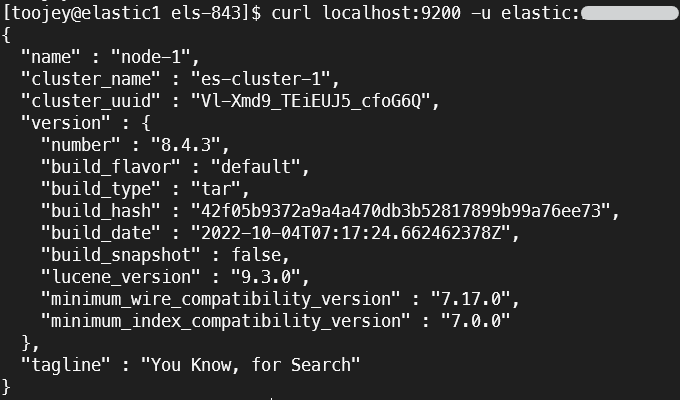 [toojey@elastic1 els-843]$ curl localhost:9200 -u elastic:
{
  "name" : "node-1",
  "cluster_name" : "es-cluster-1",
  "cluster_uuid" : "Vl-Xmd9_TEiEUJ5_cfoG6Q",
  "version" : {
    "number" : "8.4.3",
    "build_flavor" : "default",
    "build_type" : "tar",
    "build_hash" : "42f05b9372a9a4a470db3b52817899b99a76ee73",
    "build_date" : "2022-10-04T07:17:24.662462378Z",
    "build_snapshot" : false,
    "lucene_version" : "9.3.0",
    "minimum_wire_compatibility_version" : "7.17.0",
    "minimum_index_compatibility_version" : "7.0.0"
  },
  "tagline" : "You Know, for Search"
}